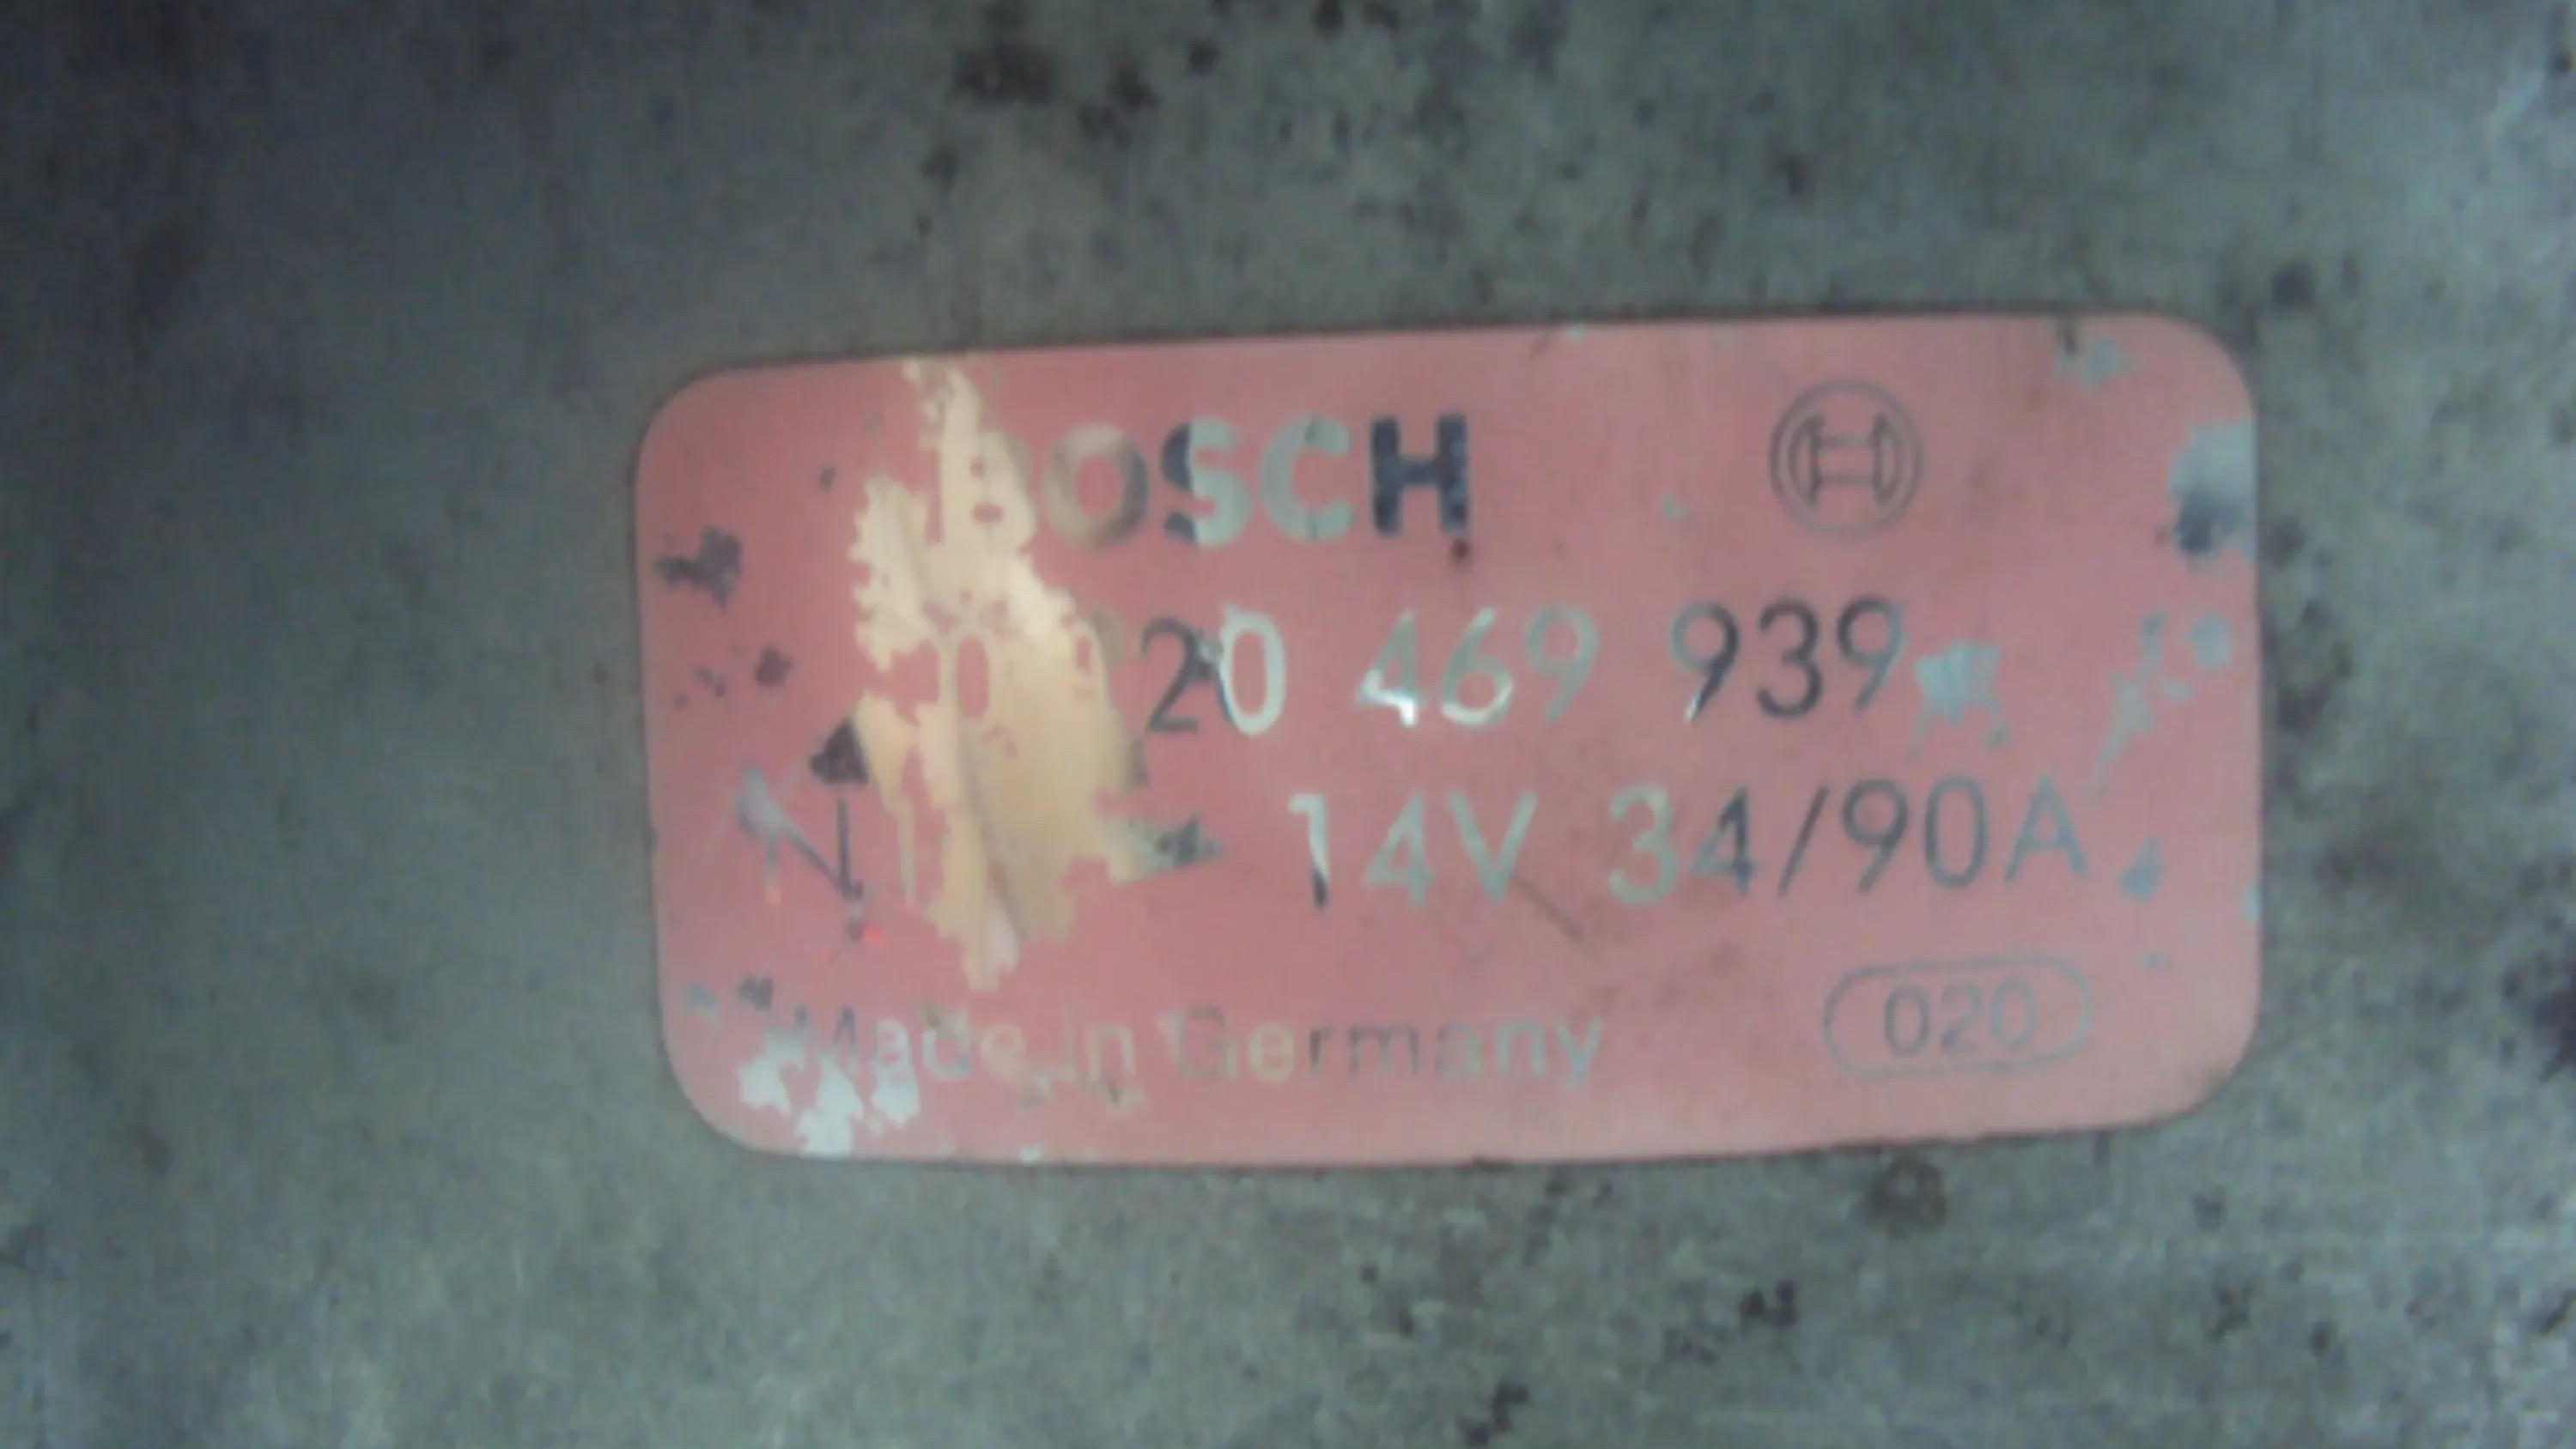 BOSCH
20 469 939
14V 34/90A
Made in Germany
020